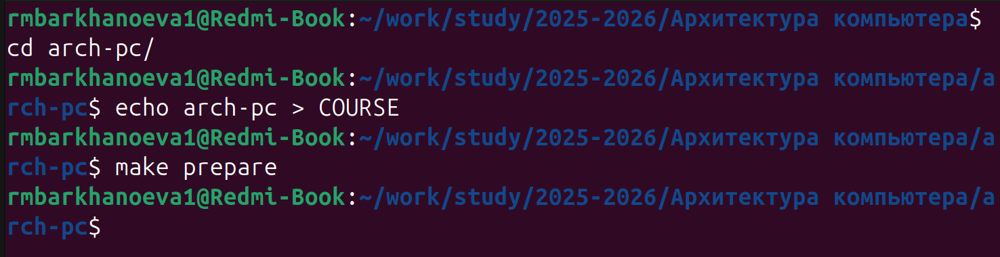 rmbarkhanoeva1@Redmi-Book:~/work/study/2025-2026/Архитектура компьютера$
cd arch-pc/
rmbarkhanoeva1@Redmi-Book:~/work/study/2025-2026/Архитектура компьютера/a
rch-pc$ echo arch-pc > COURSE
rmbarkhanoeva1@Redmi-Book:~/work/study/2025-2026/Архитектура компьютера/a
rch-pc$ make prepare
rmbarkhanoeva1@Redmi-Book:~/work/study/2025-2026/Архитектура компьютера/a
rch-pc$